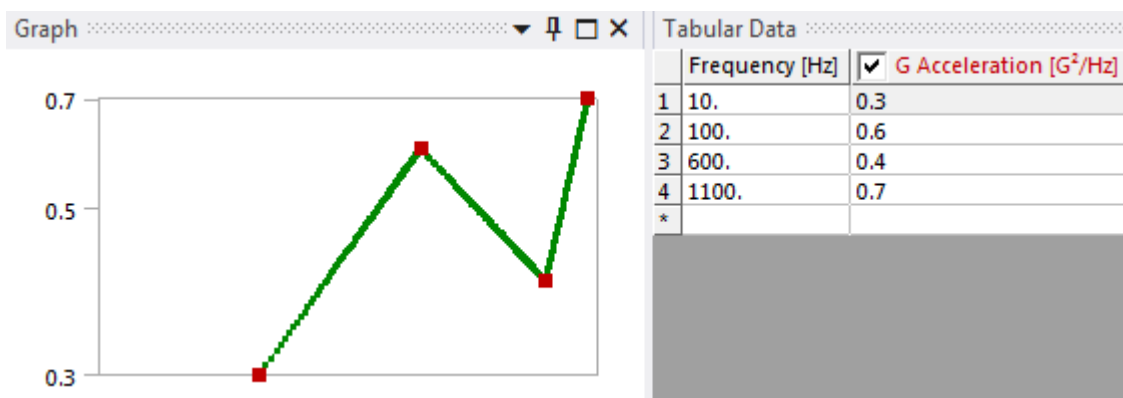 Graph
0.7
0.5
0.3
Tabular Data
Frequency [Hz] G Acceleration [G²/Hz]
1 10. 0.3
2 100. 0.6
3 600. 0.4
4 1100. 0.7
*